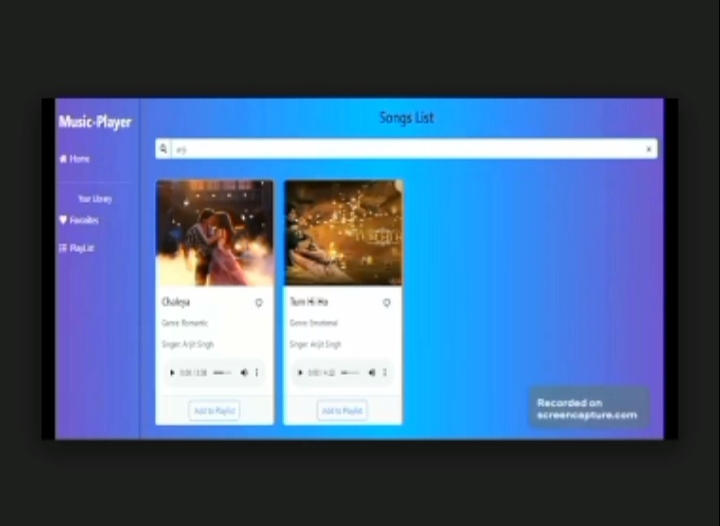 Music-Player
Home
Your Library
Favorites
PlayList
Songs List
arji
Chaleya
Genre: Romantic
Singer: Arijit Singh
Add to Playlist
Tum Hi Ho
Genre: Emotional
Singer: Arijit Singh
Add to Playlist
Recorded on
screencapture.com